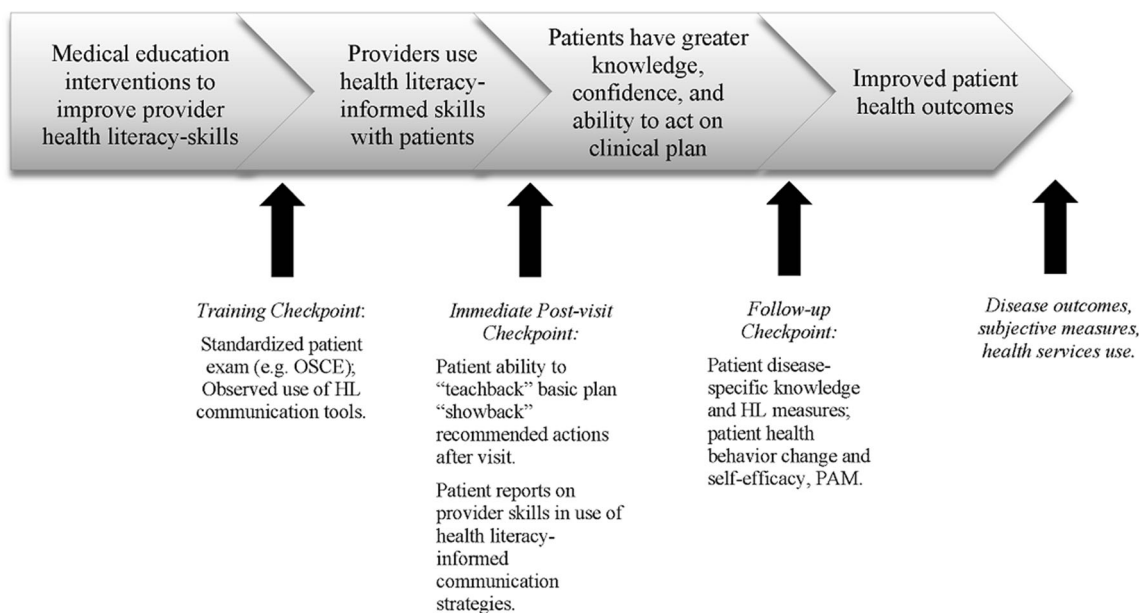 Medical education
interventions to
improve provider
health literacy-skills
Providers use
health literacy-
informed skills
with patients
Patients have greater
knowledge,
confidence, and
ability to act on
clinical plan
Improved patient
health outcomes
Training Checkpoint:
Standardized patient
exam (e.g. OSCE);
Observed use of HL
communication tools.
Immediate Post-visit
Checkpoint:
Patient ability to
“teachback” basic plan
“showback”
recommended actions
after visit.
Patient reports on
provider skills in use of
health literacy-
informed
communication
strategies.
Follow-up
Checkpoint:
Patient disease-
specific knowledge
and HL measures;
patient health
behavior change and
self-efficacy, PAM.
Disease outcomes,
subjective measures,
health services use.